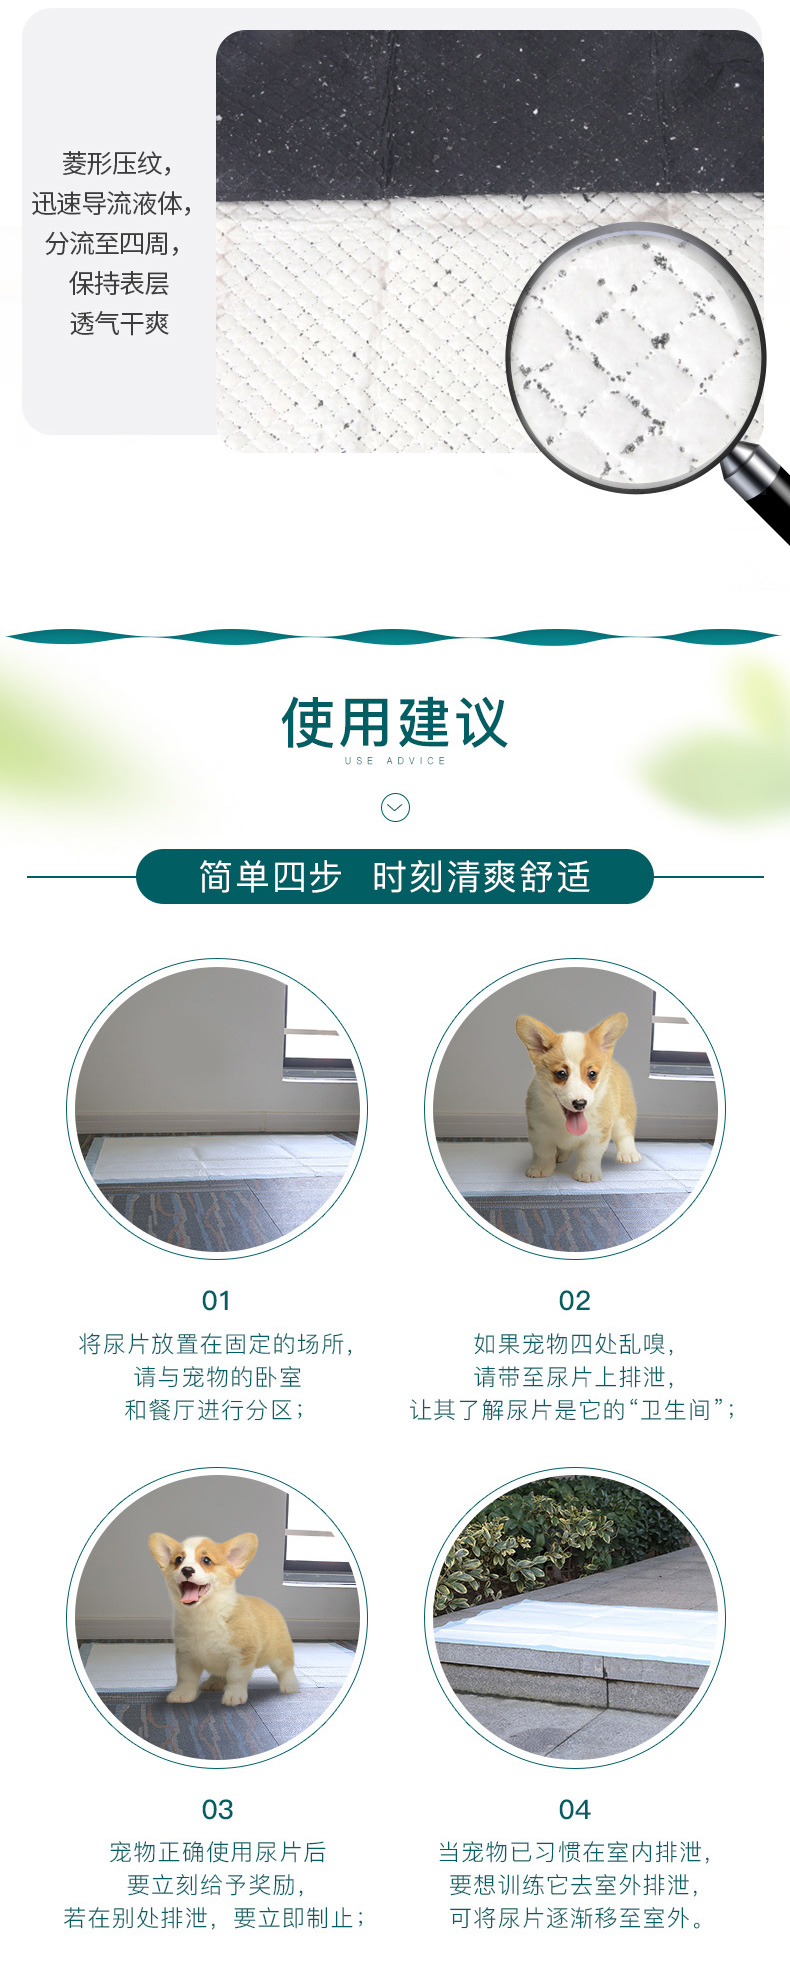 菱形压纹，
迅速导流液体，
分流至四周，
保持表层
透气干爽
使用建议
USE ADVICE
简单四步 时刻清爽舒适
01
将尿片放置在固定的场所，
请与宠物的卧室
和餐厅进行分区；
02
如果宠物四处乱嗅，
请带至尿片上排泄，
让其了解尿片是它的“卫生间”；
03
宠物正确使用尿片后
要立刻给予奖励，
若在别处排泄，要立即制止；
04
当宠物已习惯在室内排泄，
要想训练它去室外排泄，
可将尿片逐渐移至室外。